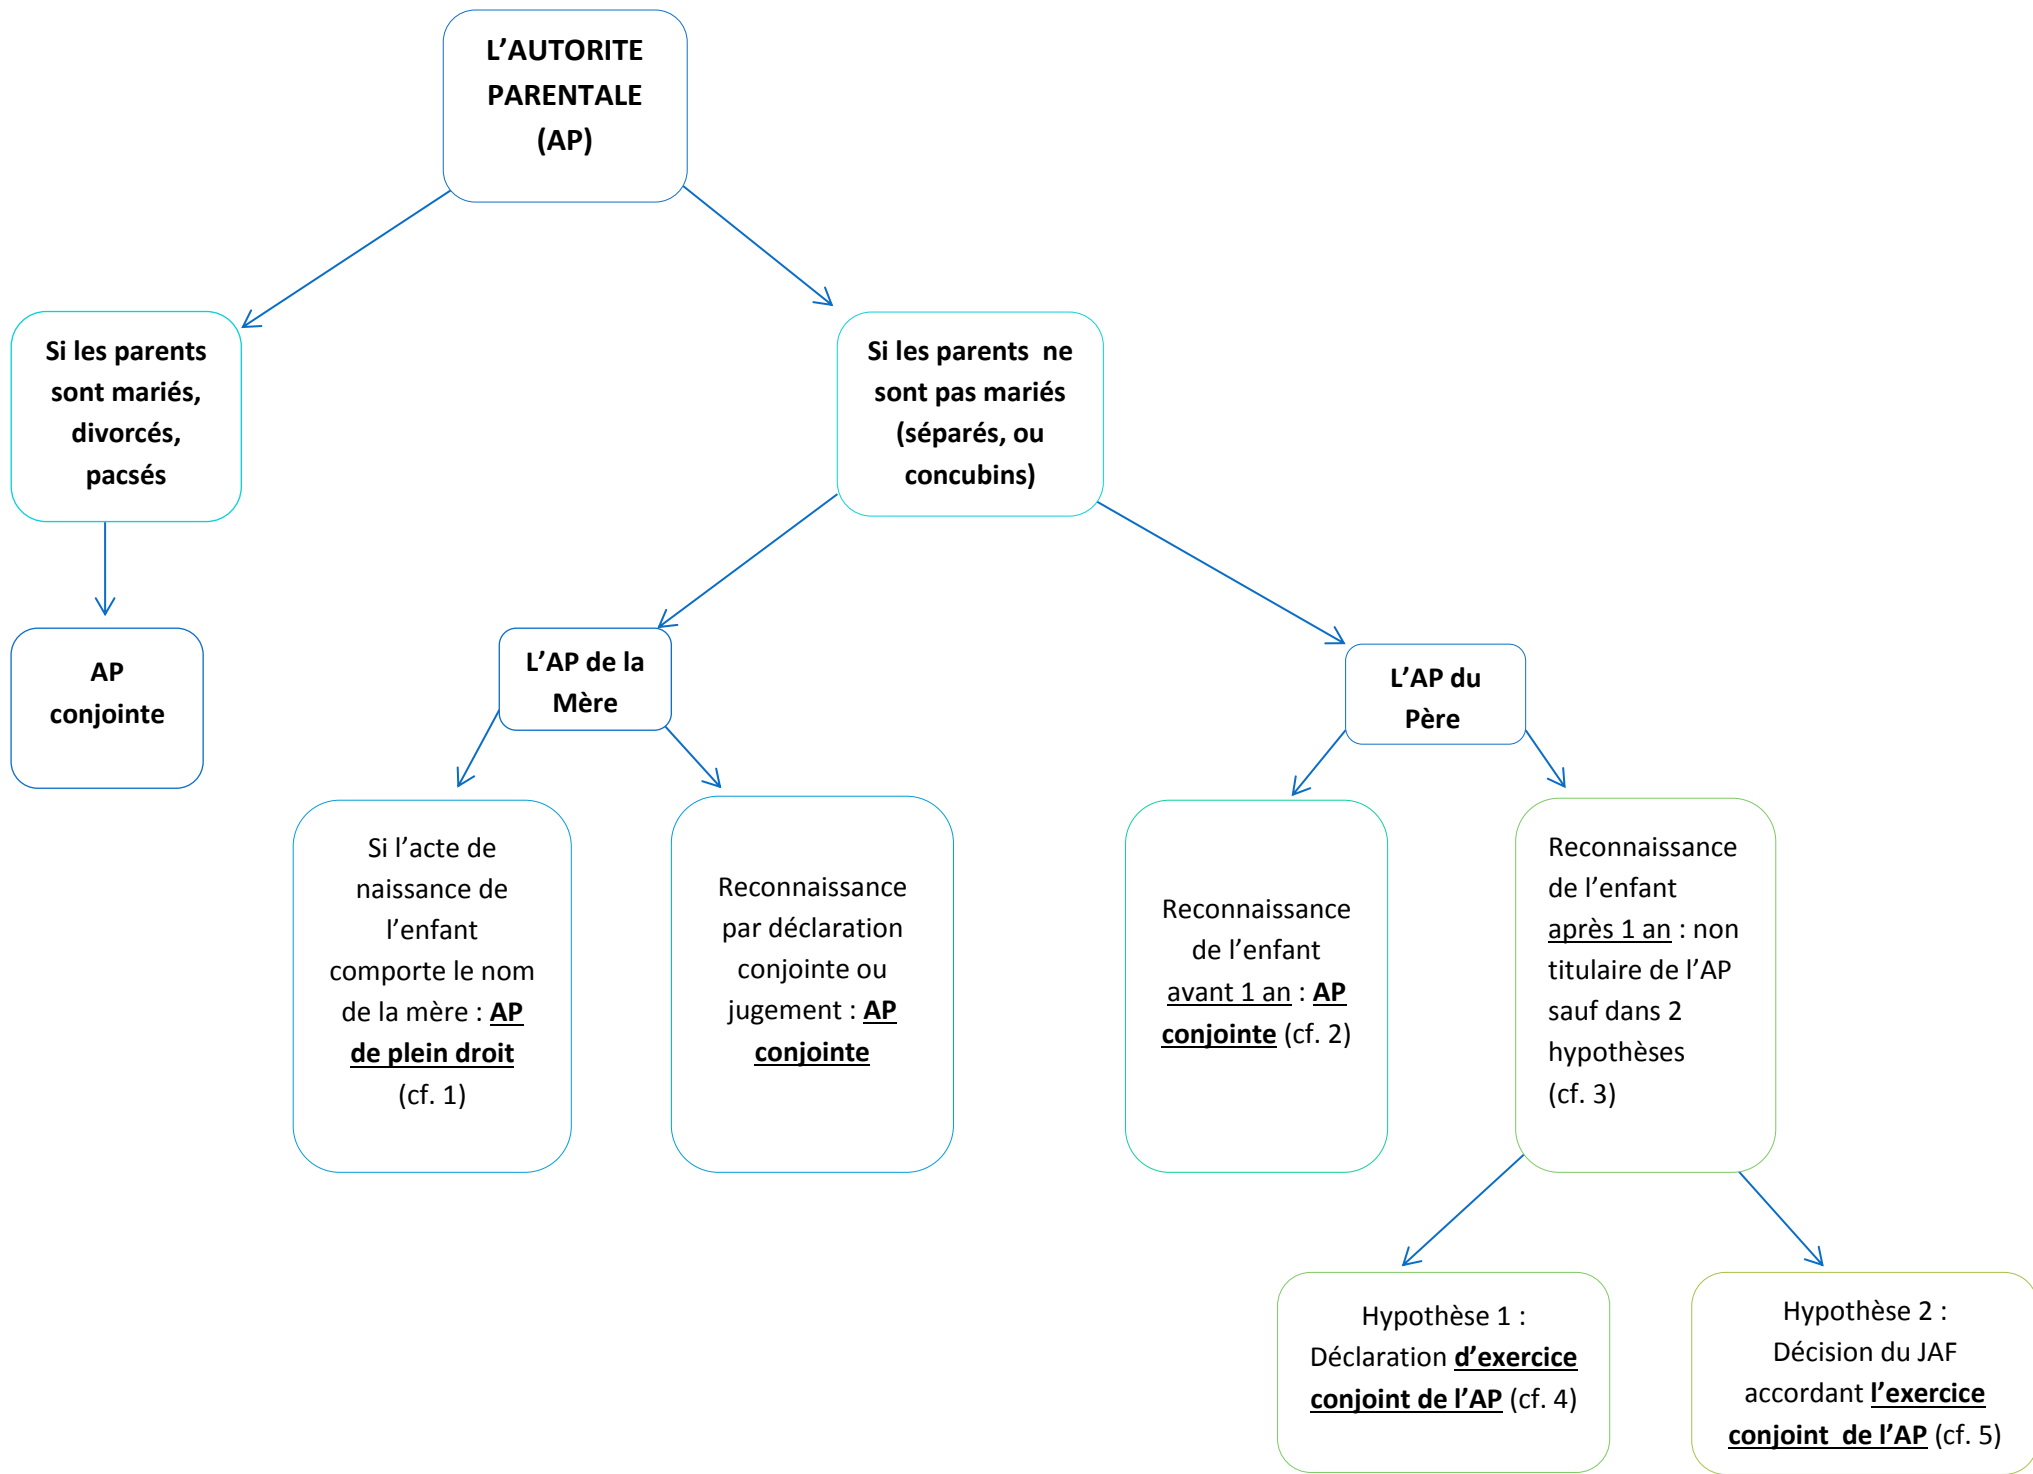 L’AUTORITE
PARENTALE
(AP)
Si les parents
sont mariés,
divorcés,
pacsés
Si les parents  ne
sont pas mariés
(séparés, ou
concubins)
AP
conjointe
L’AP de la
Mère
L’AP du
Père
Si l’acte de
naissance de
l’enfant
comporte le nom
de la mère : AP
de plein droit
(cf. 1)
Reconnaissance
par déclaration
conjointe ou
jugement : AP
conjointe
Reconnaissance
de l’enfant
avant 1 an : AP
conjointe (cf. 2)
Reconnaissance
de l’enfant
après 1 an : non
titulaire de l’AP
sauf dans 2
hypothèses
(cf. 3)
Hypothèse 1 :
Déclaration d’exercice
conjoint de l’AP (cf. 4)
Hypothèse 2 :
Décision du JAF
accordant l’exercice
conjoint  de l’AP (cf. 5)